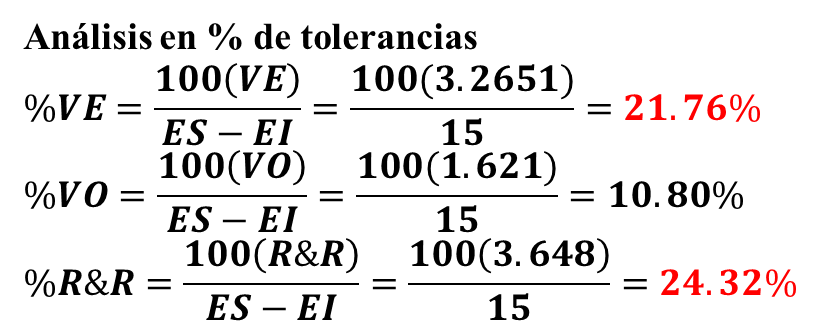 Análisis en % de tolerancias
%VE = 100(VE) / ES − EI = 100(3.2651) / 15 = 21.76%
%VO = 100(VO) / ES − EI = 100(1.621) / 15 = 10.80%
%R&R = 100(R&R) / ES − EI = 100(3.648) / 15 = 24.32%